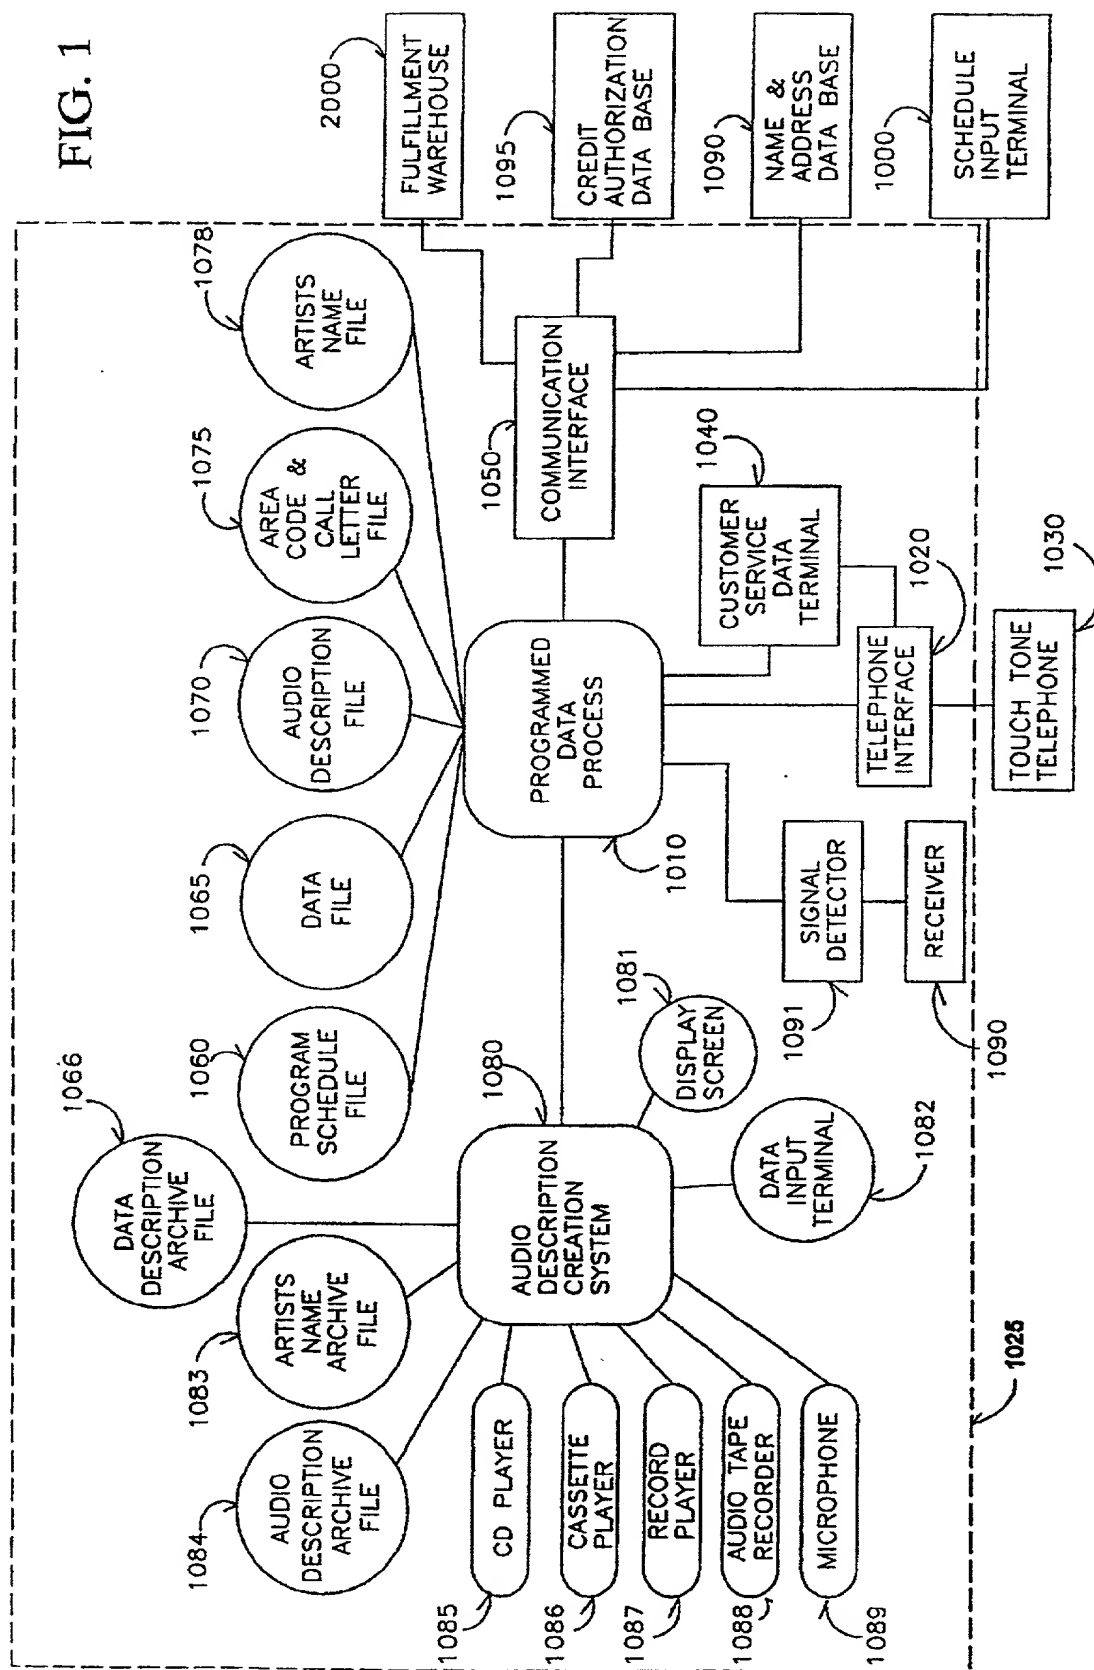 FIG. 1
1066
DATA
DESCRIPTION
ARCHIVE
FILE
1084
AUDIO
DESCRIPTION
ARCHIVE
FILE
1083
ARTISTS
NAME
ARCHIVE
FILE
1060
PROGRAM
SCHEDULE
FILE
1065
DATA
FILE
1070
AUDIO
DESCRIPTION
FILE
1075
AREA
CODE &
CALL
LETTER
FILE
1078
ARTISTS
NAME
FILE
2000
FULFILLMENT
WAREHOUSE
1095
CREDIT
AUTHORIZATION
DATA BASE
1090
NAME &
ADDRESS
DATA BASE
1000
SCHEDULE
INPUT
TERMINAL
1085
CD PLAYER
1086
CASSETTE
PLAYER
1087
RECORD
PLAYER
1088
AUDIO TAPE
RECORDER
1089
MICROPHONE
1080
AUDIO
DESCRIPTION
CREATION
SYSTEM
1081
DISPLAY
SCREEN
1082
DATA
INPUT
TERMINAL
PROGRAMMED
DATA
PROCESS
1010
1050
COMMUNICATION
INTERFACE
1040
CUSTOMER
SERVICE
DATA
TERMINAL
SIGNAL
DETECTOR
1091
RECEIVER
1090
TELEPHONE
INTERFACE
1020
TOUCH TONE
TELEPHONE
1030
1025